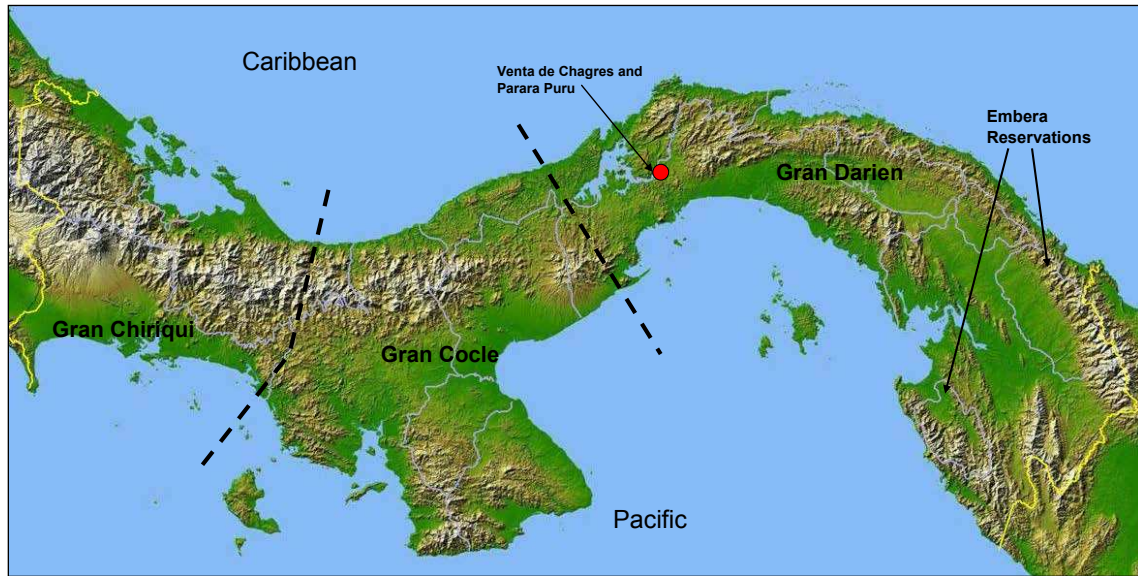 Caribbean
Venta de Chagres and
Parara Puru
Embera
Reservations
Gran Darien
Gran Chiriqui
Gran Cocle
Pacific